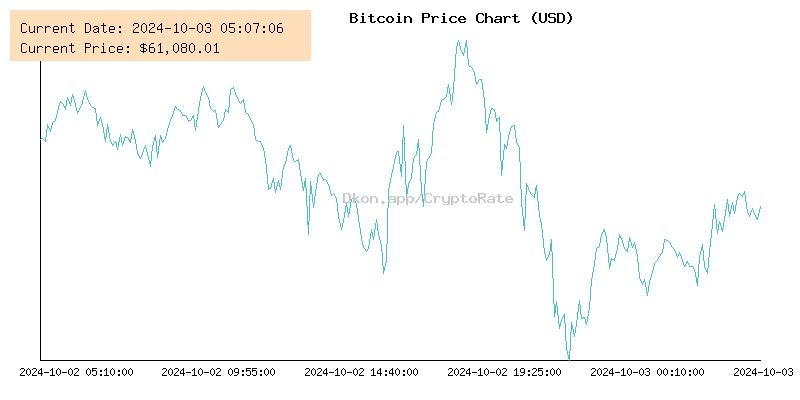 Bitcoin Price Chart (USD)
Current Date: 2024-10-03 05:07:06
Current Price: $61,080.01
Dkon.app/CryptoRate
2024-10-02 05:10:00 2024-10-02 09:55:00 2024-10-02 14:40:00 2024-10-02 19:25:00 2024-10-03 00:10:00 2024-10-03